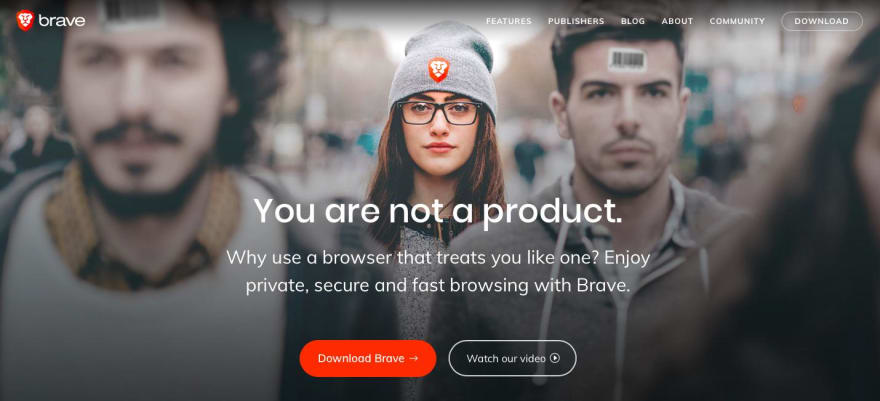 brave
FEATURES PUBLISHERS BLOG ABOUT COMMUNITY DOWNLOAD
You are not a product.
Why use a browser that treats you like one? Enjoy
private, secure and fast browsing with Brave.
Download Brave → Watch our video